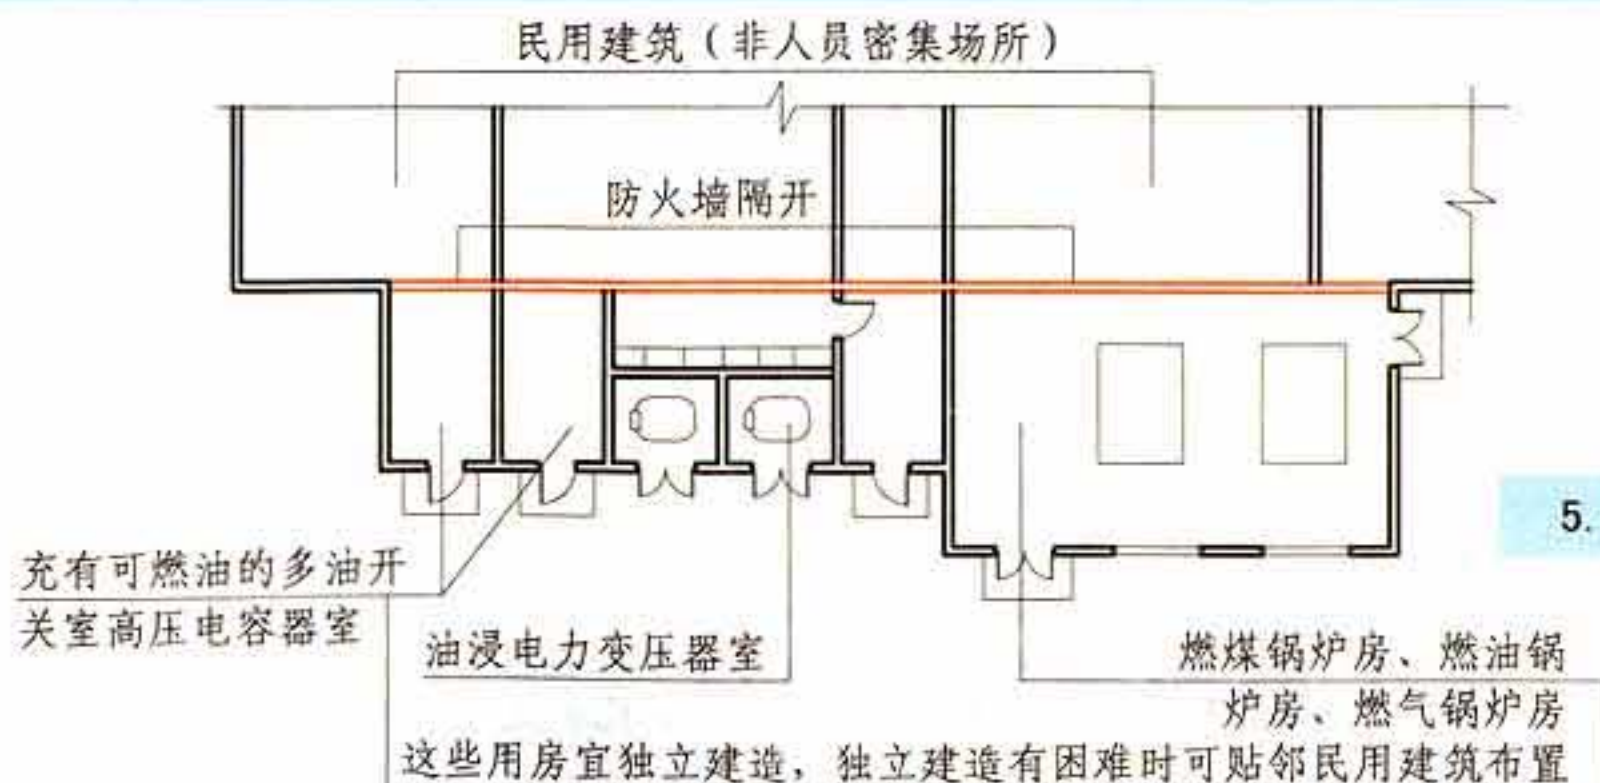 民用建筑（非人员密集场所）
防火墙隔开
5.
充有可燃油的多油开
关室高压电容器室
油浸电力变压器室
燃煤锅炉房、燃油锅
炉房、燃气锅炉房
这些用房宜独立建造，独立建造有困难时可贴邻民用建筑布置